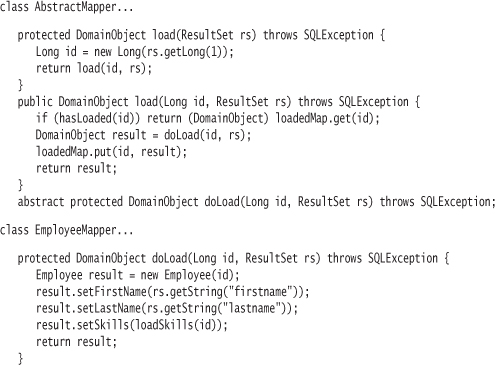 class AbstractMapper...
protected DomainObject load(ResultSet rs) throws SQLException {
Long id = new Long(rs.getLong(1));
return load(id, rs);
}
public DomainObject load(Long id, ResultSet rs) throws SQLException {
if (hasLoaded(id)) return (DomainObject) loadedMap.get(id);
DomainObject result = doLoad(id, rs);
loadedMap.put(id, result);
return result;
}
abstract protected DomainObject doLoad(Long id, ResultSet rs) throws SQLException;
class EmployeeMapper...
protected DomainObject doLoad(Long id, ResultSet rs) throws SQLException {
Employee result = new Employee(id);
result.setFirstName(rs.getString("firstname"));
result.setLastName(rs.getString("lastname"));
result.setSkills(loadSkills(id));
return result;
}